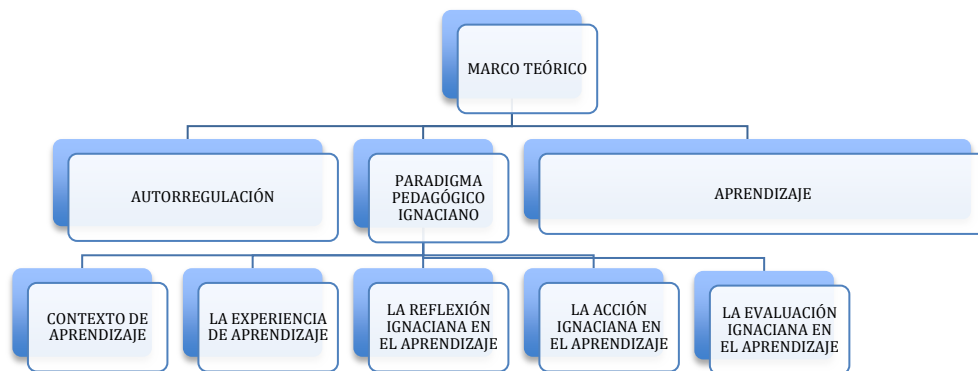 MARCO TEÓRICO
AUTORREGULACIÓN
PARADIGMA
PEDAGÓGICO
IGNACIANO
APRENDIZAJE
CONTEXTO DE
APRENDIZAJE
LA EXPERIENCIA
DE APRENDIZAJE
LA REFLEXIÓN
IGNACIANA EN
EL APRENDIZAJE
LA ACCIÓN
IGNACIANA EN
EL APRENDIZAJE
LA EVALUACIÓN
IGNACIANA EN
EL APRENDIZAJE